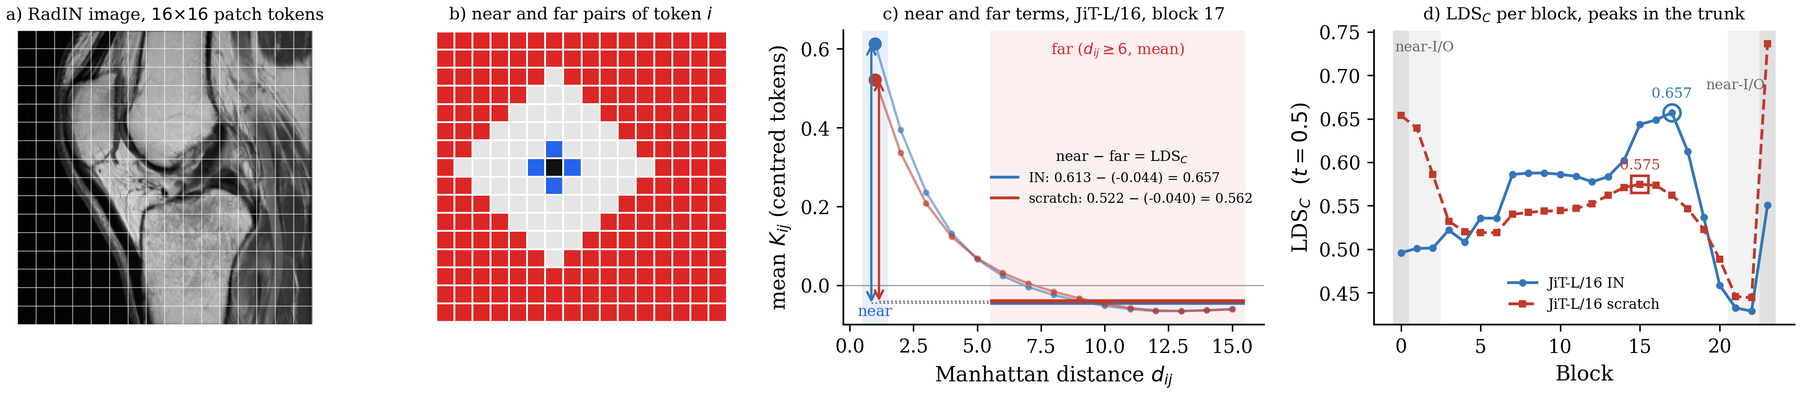 a) RadIN image, 16×16 patch tokens
b) near and far pairs of token i
c) near and far terms, JiT-L/16, block 17
mean K_ij (centred tokens)
0.6
0.4
0.2
0.0
far (d_ij ≥ 6, mean)
near − far = LDS_C
IN: 0.613 − (-0.044) = 0.657
scratch: 0.522 − (-0.040) = 0.562
near
0.0 2.5 5.0 7.5 10.0 12.5 15.0
Manhattan distance d_ij
d) LDS_C per block, peaks in the trunk
LDS_C (t = 0.5)
0.75
0.70
0.65
0.60
0.55
0.50
0.45
near-I/O
near-I/O
0.657
0.575
JiT-L/16 IN
JiT-L/16 scratch
0 5 10 15 20
Block